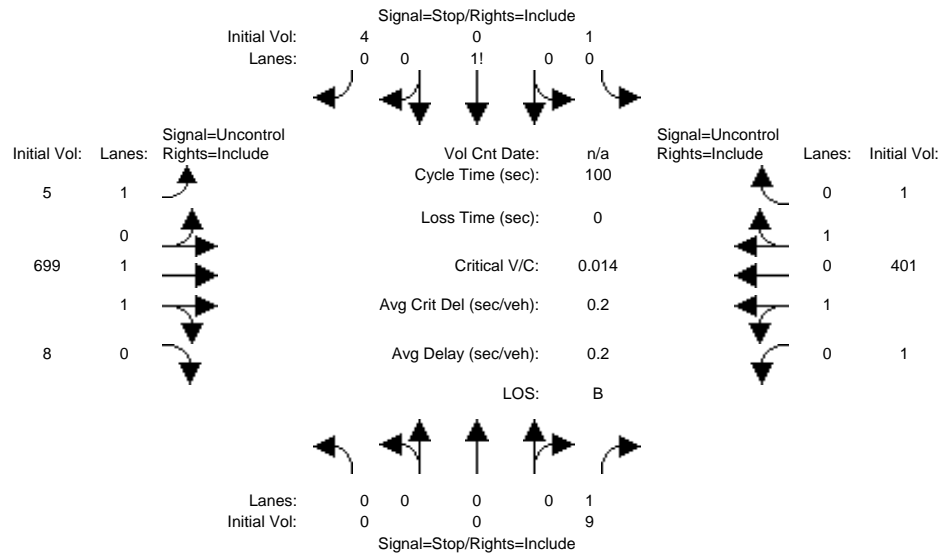 Signal=Stop/Rights=Include
Initial Vol: 4 0 1
Lanes: 0 0 1! 0 0
Signal=Uncontrol
Initial Vol: Lanes: Rights=Include
Vol Cnt Date: n/a
Signal=Uncontrol
Rights=Include Lanes: Initial Vol:
Cycle Time (sec): 100
5 1
0 1
Loss Time (sec): 0
0
1
699 1
Critical V/C: 0.014
0 401
1
Avg Crit Del (sec/veh): 0.2
1
8 0
Avg Delay (sec/veh): 0.2
0 1
LOS: B
Lanes: 0 0 0 0 1
Initial Vol: 0 0 9
Signal=Stop/Rights=Include